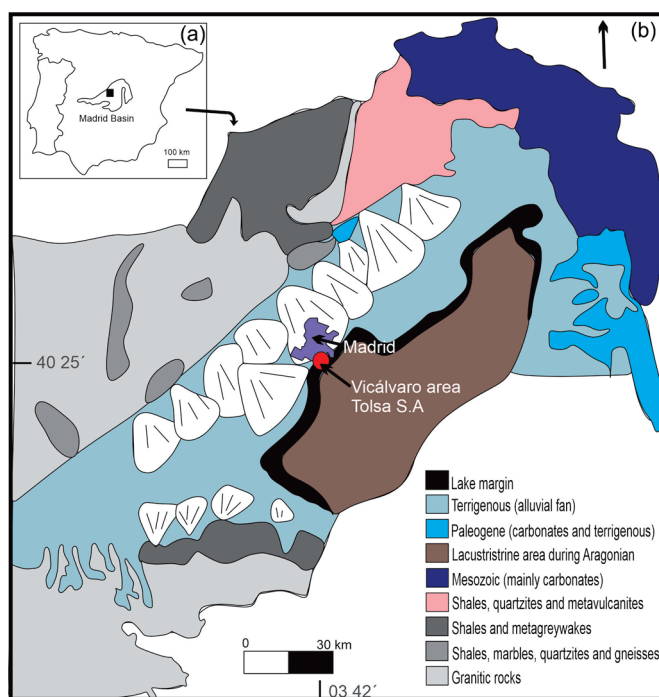 (a)
Madrid Basin
100 km
(b)
40 25´
Madrid
Vicálvaro area
Tolsa S.A
Lake margin
Terrigenous (alluvial fan)
Paleogene (carbonates and terrigenous)
Lacustristrine area during Aragonian
Mesozoic (mainly carbonates)
Shales, quartzites and metavulcanites
Shales and metagreywakes
Shales, marbles, quartzites and gneisses
Granitic rocks
0 30 km
03 42´